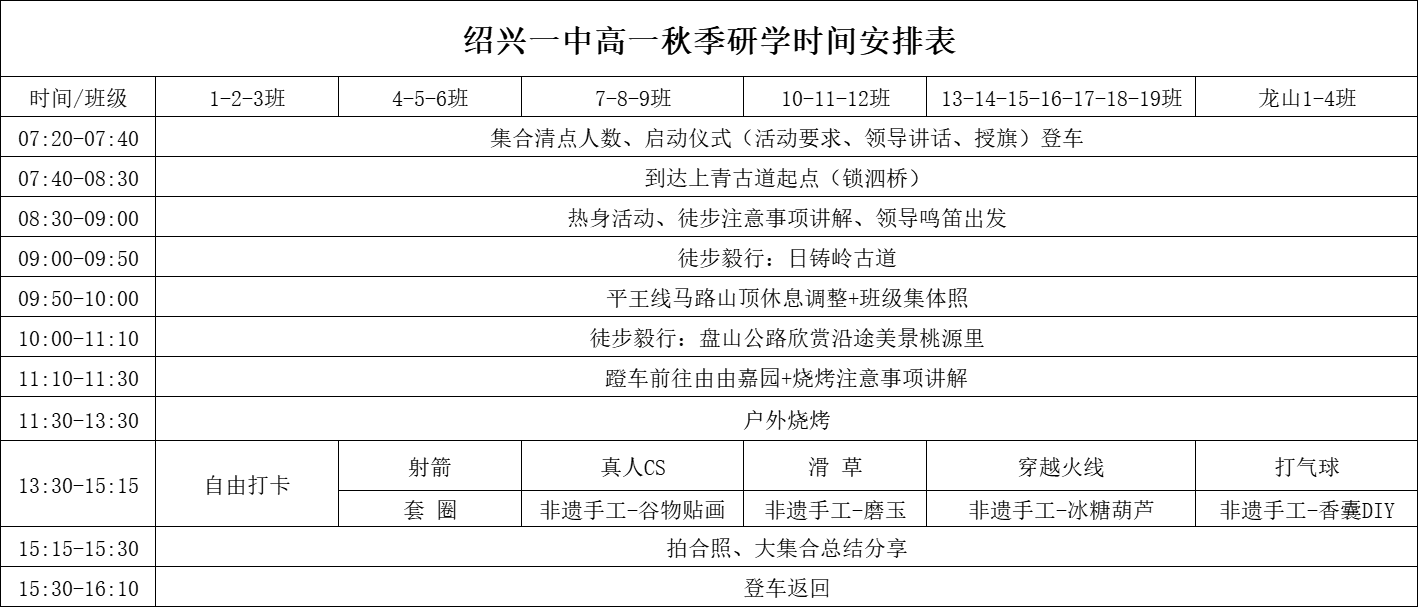 绍兴一中高一秋季研学时间安排表
时间/班级 1-2-3班 4-5-6班 7-8-9班 10-11-12班 13-14-15-16-17-18-19班 龙山1-4班
07:20-07:40 集合清点人数、启动仪式（活动要求、领导讲话、授旗）登车
07:40-08:30 到达上青古道起点（锁泗桥）
08:30-09:00 热身活动、徒步注意事项讲解、领导鸣笛出发
09:00-09:50 徒步毅行：日铸岭古道
09:50-10:00 平王线马路山顶休息调整+班级集体照
10:00-11:10 徒步毅行：盘山公路欣赏沿途美景桃源里
11:10-11:30 蹬车前往由由嘉园+烧烤注意事项讲解
11:30-13:30 户外烧烤
13:30-15:15 自由打卡 射箭 真人CS 滑 草 穿越火线 打气球
套 圈 非遗手工-谷物贴画 非遗手工-磨玉 非遗手工-冰糖葫芦 非遗手工-香囊DIY
15:15-15:30 拍合照、大集合总结分享
15:30-16:10 登车返回